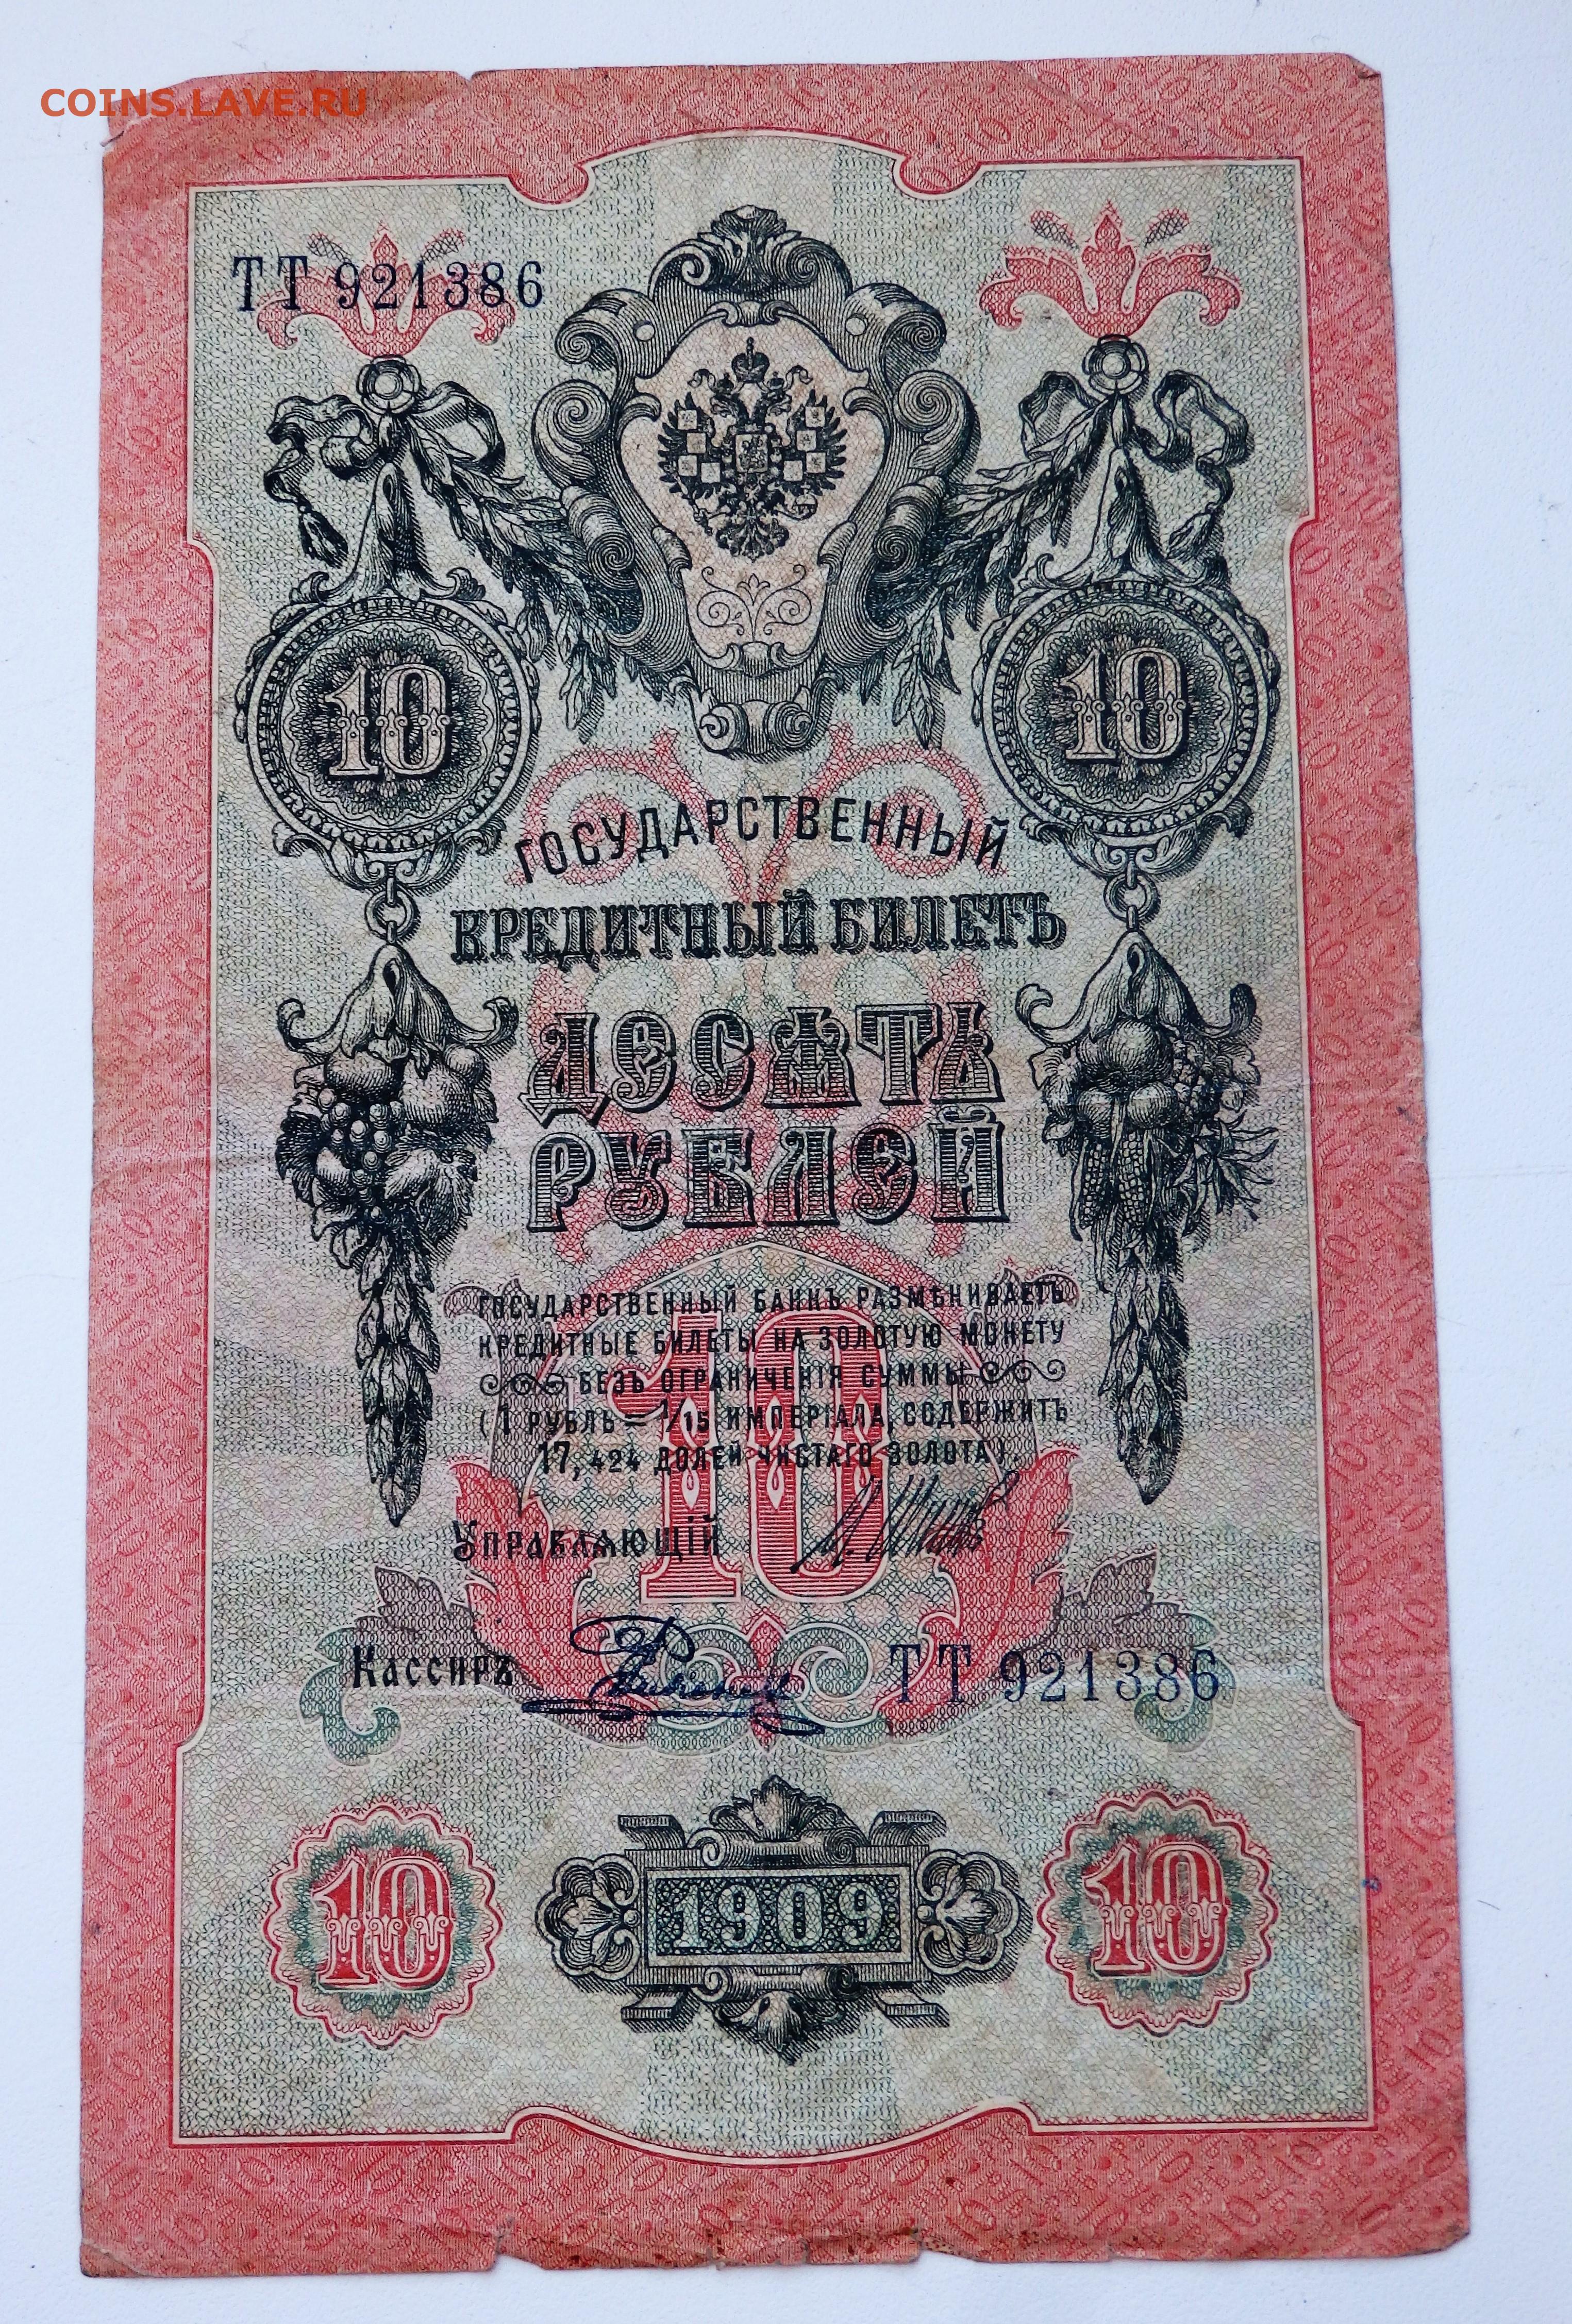 COINS.LAVE.RU
ТТ 921386
10 10
ГОСУДАРСТВЕННЫЙ
КРЕДИТНЫЙ БИЛЕТЪ
ДЕСѦТЬ
РУБЛЕЙ
ГОСУДАРСТВЕННЫЙ БАНКЪ РАЗМѢНИВАЕТЪ
КРЕДИТНЫЕ БИЛЕТЫ НА ЗОЛОТУЮ МОНЕТУ
БЕЗЪ ОГРАНИЧЕНІЯ СУММЫ
(1 РУБЛЬ = 1/15 ИМПЕРІАЛА, СОДЕРЖИТЪ
17,424 ДОЛЕЙ ЧИСТАГО ЗОЛОТА).
10
УПРАВЛѦЮЩІЙ
Кассиръ
ТТ 921386
10 1909 10